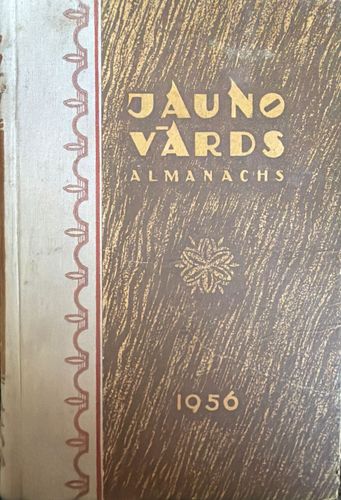 JAUNO
VĀRDS
ALMANACHS
1956